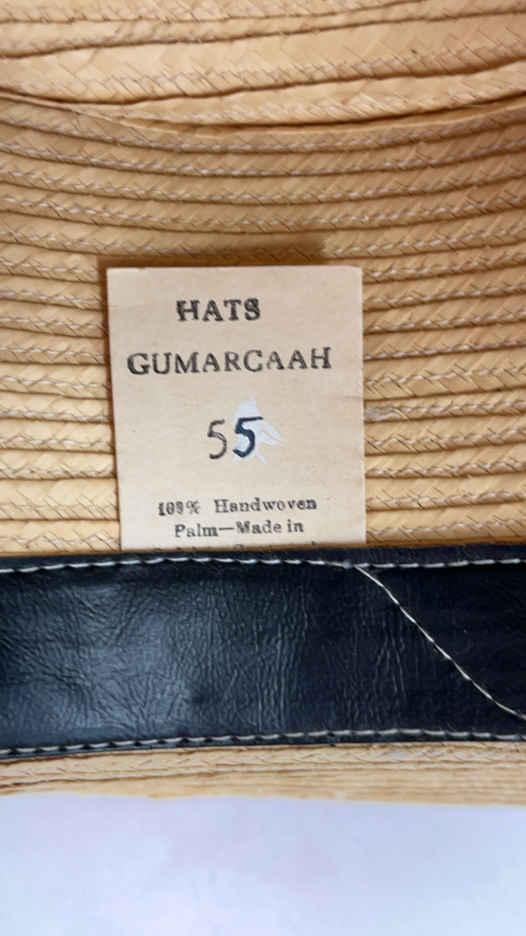 HATS
GUMARCAAH
55
100% Handwoven
Palm—Made in